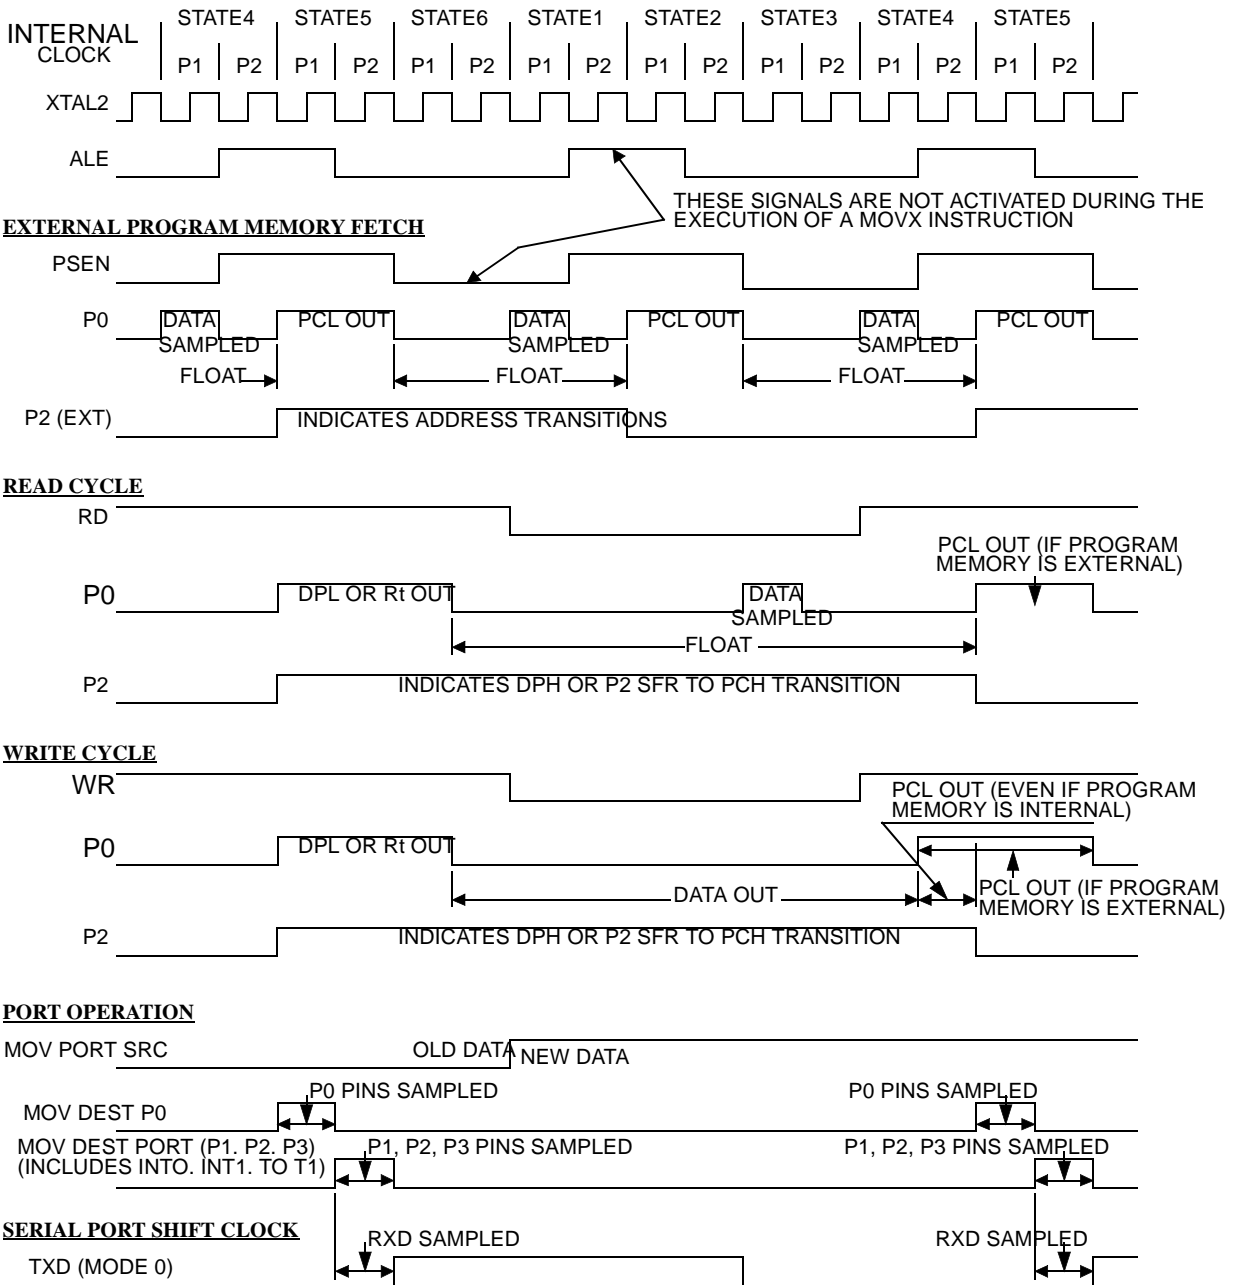 INTERNAL
CLOCK
STATE4 STATE5 STATE6 STATE1 STATE2 STATE3 STATE4 STATE5
P1 P2 P1 P2 P1 P2 P1 P2 P1 P2 P1 P2 P1 P2 P1 P2
XTAL2
ALE
THESE SIGNALS ARE NOT ACTIVATED DURING THE
EXECUTION OF A MOVX INSTRUCTION
EXTERNAL PROGRAM MEMORY FETCH
PSEN
P0 DATA PCL OUT DATA PCL OUT DATA PCL OUT
SAMPLED SAMPLED SAMPLED
FLOAT FLOAT FLOAT
P2 (EXT) INDICATES ADDRESS TRANSITIONS
READ CYCLE
RD
PCL OUT (IF PROGRAM
MEMORY IS EXTERNAL)
P0 DPL OR Rt OUT DATA
SAMPLED
FLOAT
P2 INDICATES DPH OR P2 SFR TO PCH TRANSITION
WRITE CYCLE
WR
PCL OUT (EVEN IF PROGRAM
MEMORY IS INTERNAL)
P0 DPL OR Rt OUT
DATA OUT
PCL OUT (IF PROGRAM
MEMORY IS EXTERNAL)
P2 INDICATES DPH OR P2 SFR TO PCH TRANSITION
PORT OPERATION
MOV PORT SRC OLD DATA NEW DATA
P0 PINS SAMPLED P0 PINS SAMPLED
MOV DEST P0
MOV DEST PORT (P1. P2. P3) P1, P2, P3 PINS SAMPLED P1, P2, P3 PINS SAMPLED
(INCLUDES INTO. INT1. TO T1)
SERIAL PORT SHIFT CLOCK
RXD SAMPLED RXD SAMPLED
TXD (MODE 0)